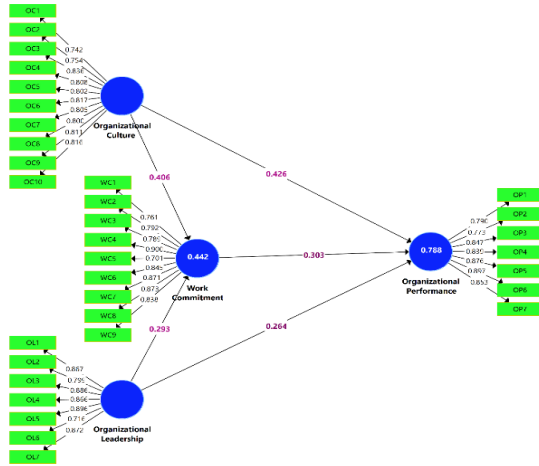 OC1
OC2
OC3
OC4
OC5
OC6
OC7
OC8
OC9
OC10
0.742
0.754
0.836
0.808
0.802
0.817
0.805
0.800
0.811
0.816
Organizational
Culture
0.406
0.426
WC1
WC2
WC3
WC4
WC5
WC6
WC7
WC8
WC9
0.761
0.792
0.785
0.900
0.701
0.845
0.871
0.873
0.838
0.442
Work
Commitment
0.303
0.788
Organizational
Performance
OP1
OP2
OP3
OP4
OP5
OP6
OP7
0.790
0.773
0.847
0.839
0.876
0.897
0.853
0.293
0.264
OL1
OL2
OL3
OL4
OL5
OL6
OL7
0.867
0.799
0.886
0.866
0.896
0.716
0.872
Organizational
Leadership